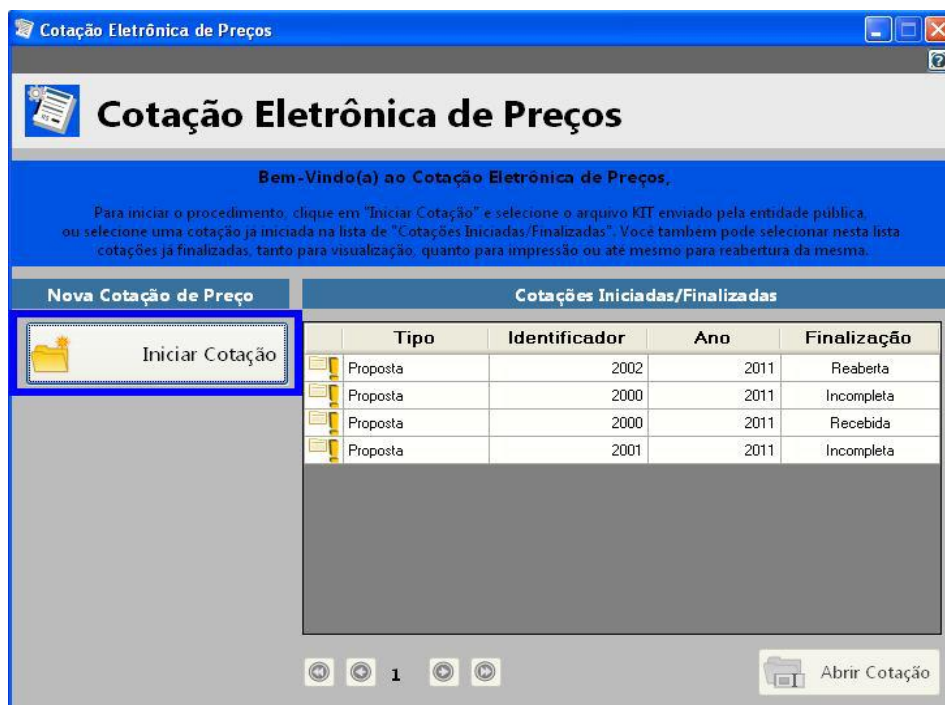 Cotação Eletrônica de Preços
Cotação Eletrônica de Preços
Bem-Vindo(a) ao Cotação Eletrônica de Preços,
Para iniciar o procedimento, clique em "Iniciar Cotação" e selecione o arquivo KIT enviado pela entidade pública,
ou selecione uma cotação já iniciada na lista de "Cotações Iniciadas/Finalizadas". Você também pode selecionar nesta lista
cotações já finalizadas, tanto para visualização, quanto para impressão ou até mesmo para reabertura da mesma.
Nova Cotação de Preço
Cotações Iniciadas/Finalizadas
Iniciar Cotação
Tipo Identificador Ano Finalização
Proposta 2002 2011 Reaberta
Proposta 2000 2011 Incompleta
Proposta 2000 2011 Recebida
Proposta 2001 2011 Incompleta
1
Abrir Cotação